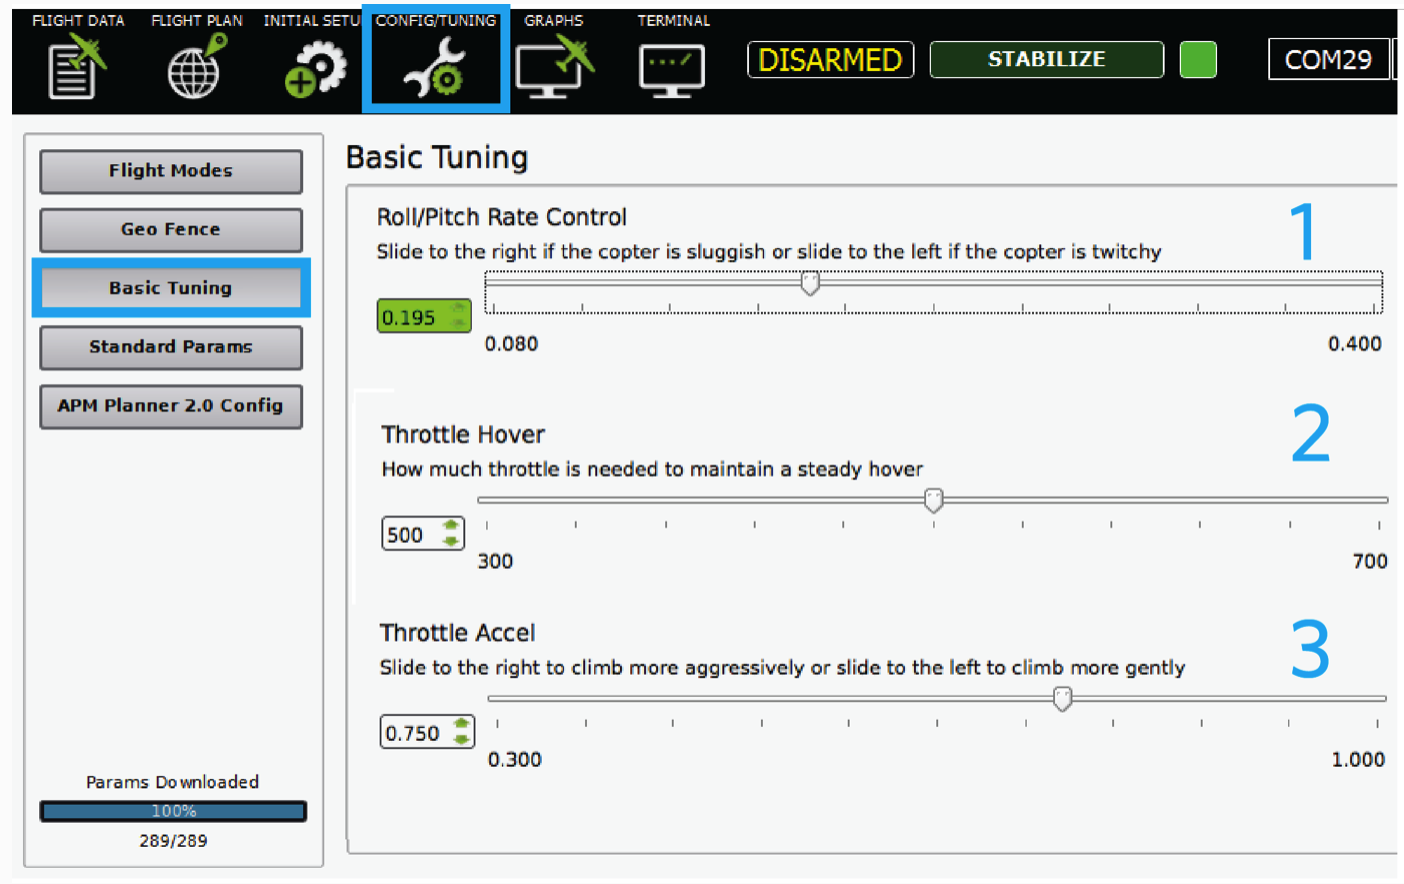 FLIGHT DATA FLIGHT PLAN INITIAL SETU CONFIG/TUNING GRAPHS TERMINAL
DISARMED STABILIZE COM29
Flight Modes
Geo Fence
Basic Tuning
Standard Params
APM Planner 2.0 Config
Params Downloaded
100%
289/289
Basic Tuning
Roll/Pitch Rate Control
1
Slide to the right if the copter is sluggish or slide to the left if the copter is twitchy
0.195
0.080 0.400
Throttle Hover
2
How much throttle is needed to maintain a steady hover
500
300 700
Throttle Accel
3
Slide to the right to climb more aggressively or slide to the left to climb more gently
0.750
0.300 1.000